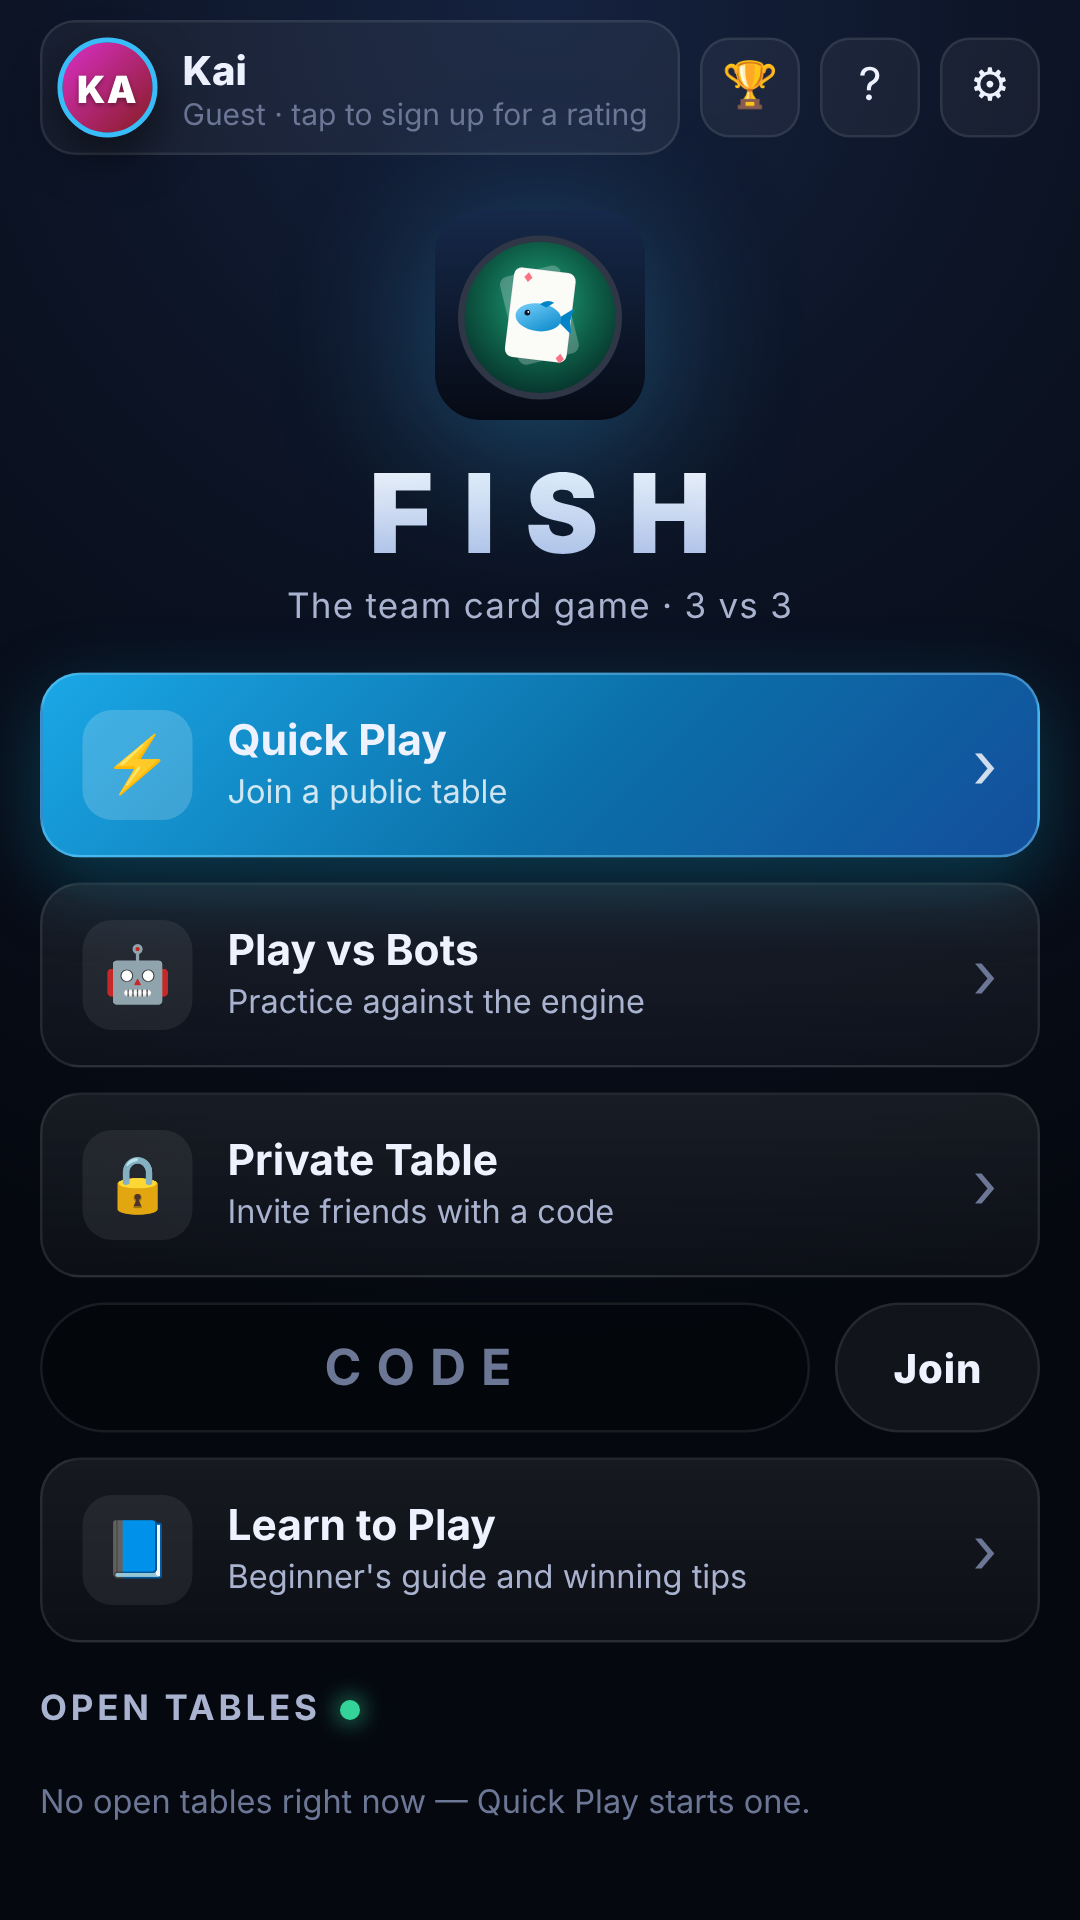 KA
Kai
Guest · tap to sign up for a rating
?
FISH
The team card game · 3 vs 3
Quick Play
Join a public table
Play vs Bots
Practice against the engine
Private Table
Invite friends with a code
CODE
Join
Learn to Play
Beginner's guide and winning tips
OPEN TABLES
No open tables right now — Quick Play starts one.